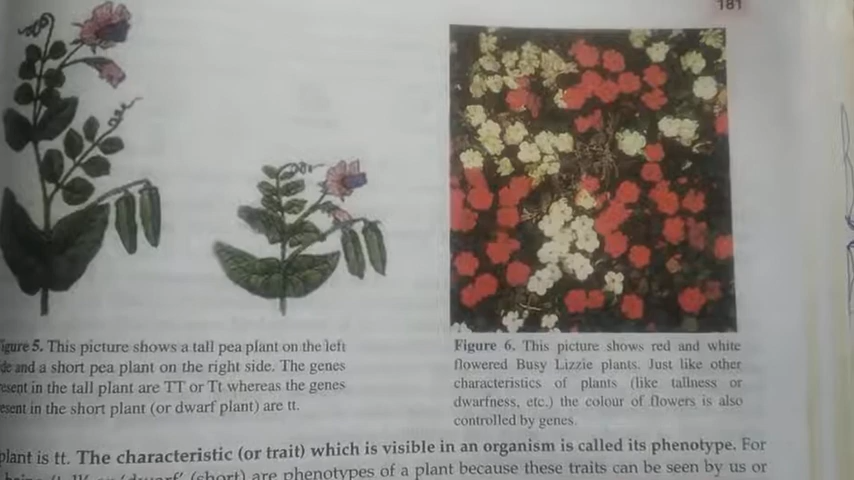 181
igure 5. This picture shows a tall pea plant on the left
de and a short pea plant on the right side. The genes
esent in the tall plant are TT or Tt whereas the genes
esent in the short plant (or dwarf plant) are tt.
Figure 6. This picture shows red and white
flowered Busy Lizzie plants. Just like other
characteristics of plants (like tallness or
dwarfness, etc.) the colour of flowers is also
controlled by genes.
plant is tt. The characteristic (or trait) which is visible in an organism is called its phenotype. For
(short) are phenotypes of a plant because these traits can be seen by us or